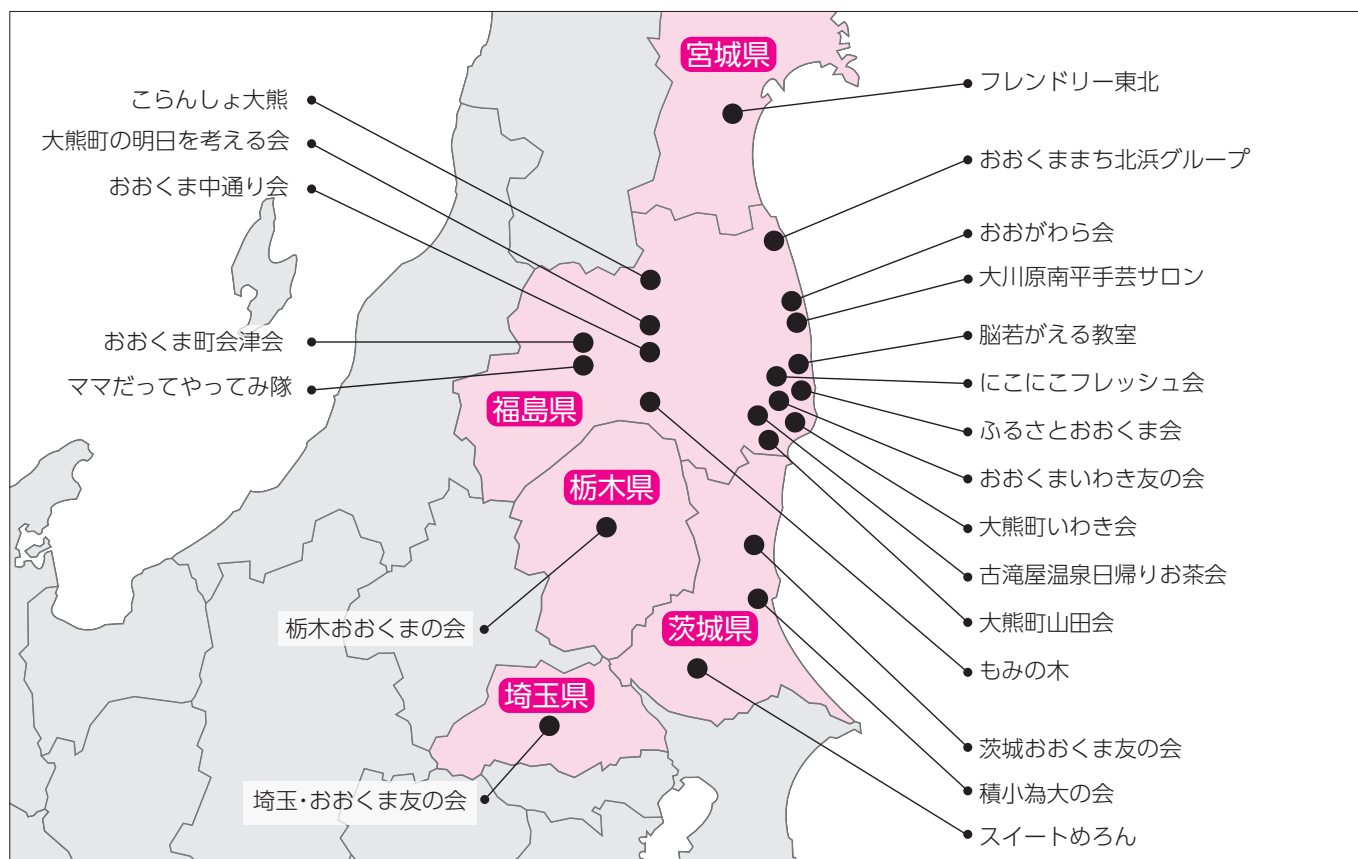 宮城県
こらんしょ大熊
大熊町の明日を考える会
おおくま中通り会
おおくま町会津会
ママだってやってみ隊
福島県
栃木県
栃木おおくまの会
茨城県
埼玉県
埼玉・おおくま友の会
フレンドリー東北
おおくままち北浜グループ
おおがわら会
大川原南平手芸サロン
脳若がえる教室
にこにこフレッシュ会
ふるさとおおくま会
おおくまいわき友の会
大熊町いわき会
古滝屋温泉日帰りお茶会
大熊町山田会
もみの木
茨城おおくま友の会
積小為大の会
スイートめろん